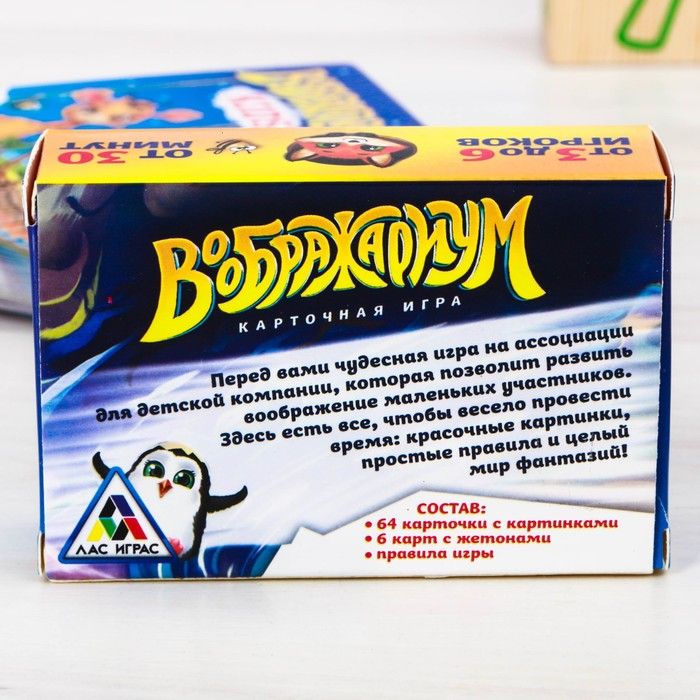 от 3 до 6
игроков
от 30
минут
Воображариум
КАРТОЧНАЯ ИГРА
Перед вами чудесная игра на ассоциации
для детской компании, которая позволит развить
воображение маленьких участников.
Здесь есть все, чтобы весело провести
время: красочные картинки,
простые правила и целый
мир фантазий!
СОСТАВ:
• 64 карточки с картинками
• 6 карт с жетонами
• правила игры
ЛАС ИГРАС